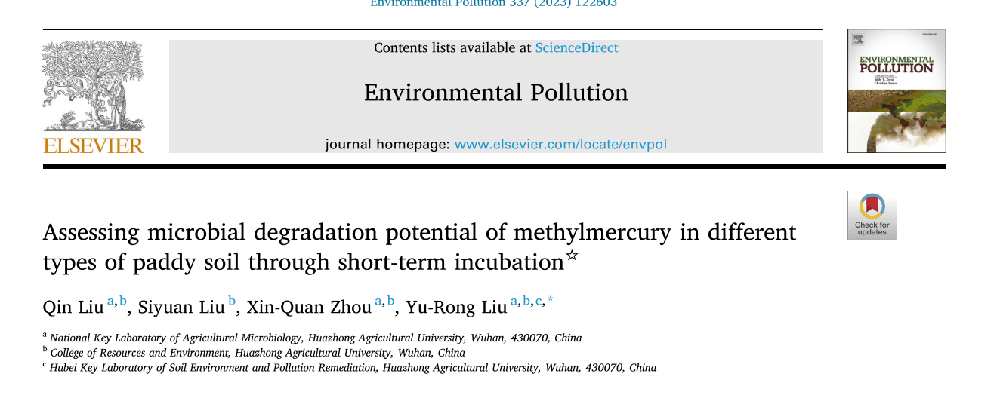 Environmental Pollution 337 (2023) 122603
Contents lists available at ScienceDirect
Environmental Pollution
journal homepage: www.elsevier.com/locate/envpol
ELSEVIER
ENVIRONMENTAL
POLLUTION
Check for
updates
Assessing microbial degradation potential of methylmercury in different
types of paddy soil through short-term incubation☆
Qin Liu a,b, Siyuan Liu b, Xin-Quan Zhou a,b, Yu-Rong Liu a,b,c,*
a National Key Laboratory of Agricultural Microbiology, Huazhong Agricultural University, Wuhan, 430070, China
b College of Resources and Environment, Huazhong Agricultural University, Wuhan, China
c Hubei Key Laboratory of Soil Environment and Pollution Remediation, Huazhong Agricultural University, Wuhan, 430070, China